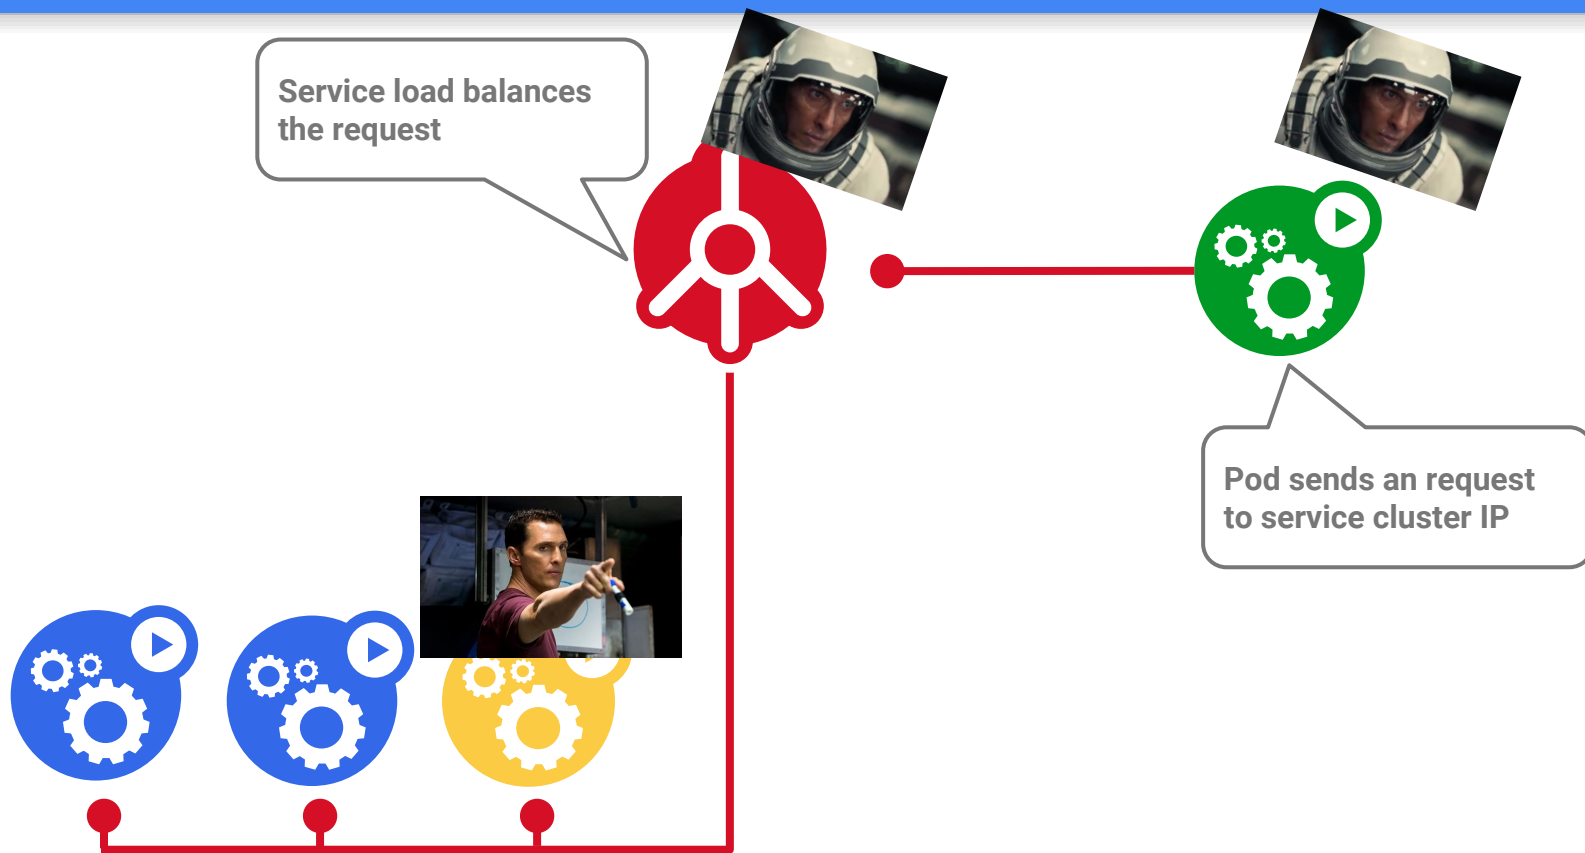 Service load balances
the request
Pod sends an request
to service cluster IP